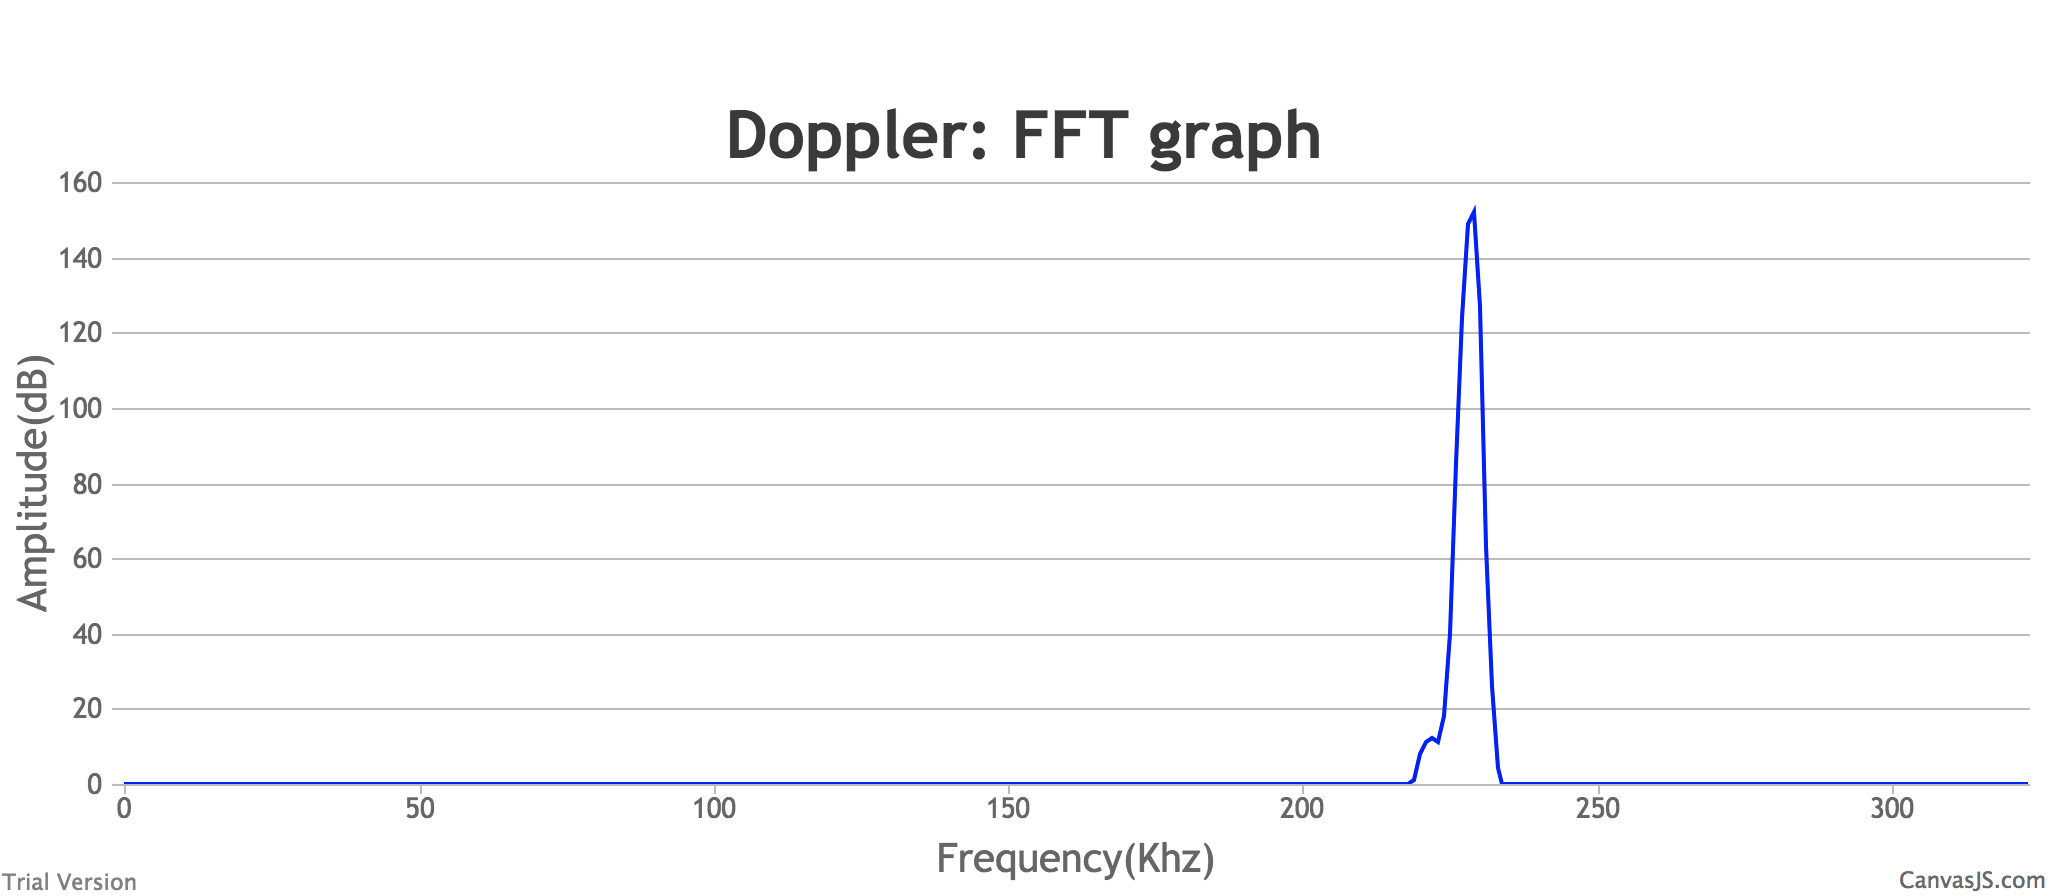 Doppler: FFT graph
160
140
120
100
80
60
40
20
0
Amplitude(dB)
0 50 100 150 200 250 300
Frequency(Khz)
Trial Version
CanvasJS.com